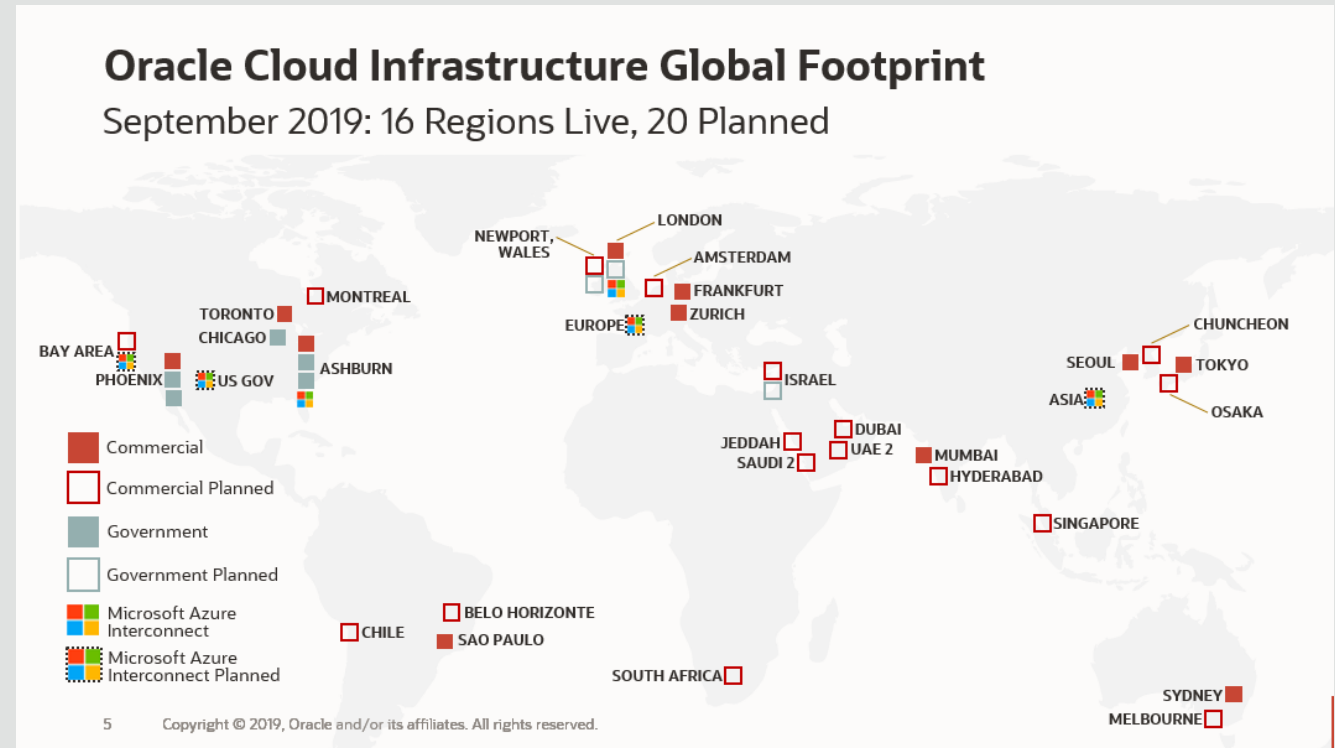 Oracle Cloud Infrastructure Global Footprint
September 2019: 16 Regions Live, 20 Planned
LONDON
NEWPORT,
WALES
AMSTERDAM
FRANKFURT
ZURICH
EUROPE
MONTREAL
TORONTO
CHICAGO
ASHBURN
BAY AREA
PHOENIX
US GOV
CHUNCHEON
SEOUL
TOKYO
ASIA
OSAKA
ISRAEL
DUBAI
JEDDAH
UAE 2
SAUDI 2
MUMBAI
HYDERABAD
SINGAPORE
Commercial
Commercial Planned
Government
Government Planned
Microsoft Azure
Interconnect
Microsoft Azure
Interconnect Planned
BELO HORIZONTE
CHILE
SAO PAULO
SOUTH AFRICA
SYDNEY
MELBOURNE
5 Copyright © 2019, Oracle and/or its affiliates. All rights reserved.